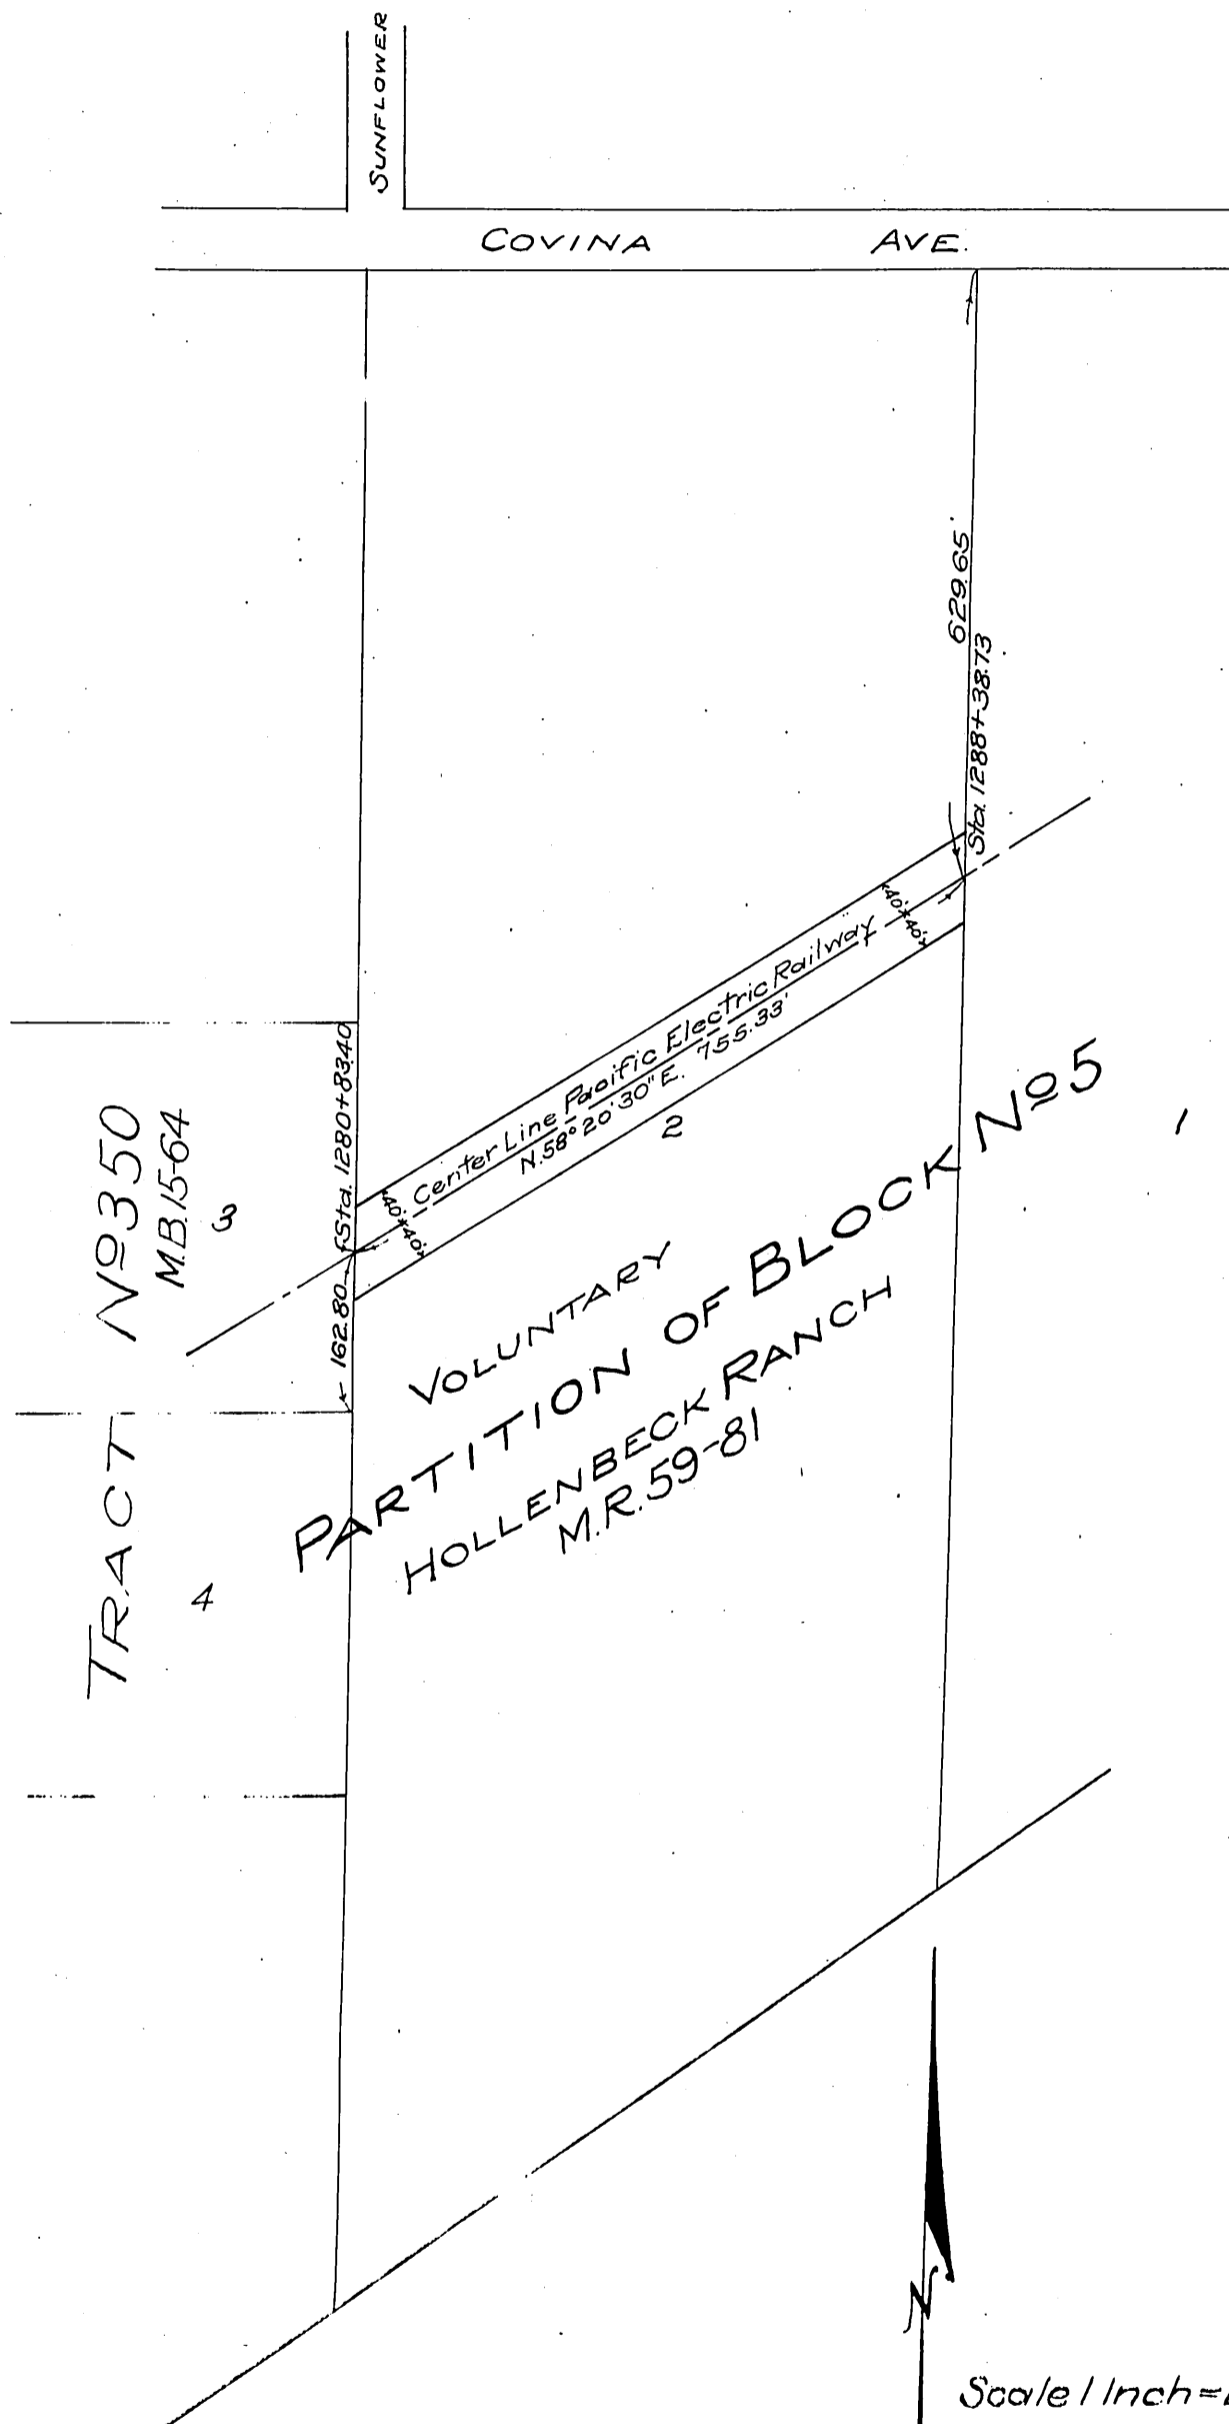 SUNFLOWER
COVINA AVE.
629.65'
Sta. 1288+38.73
40' 40'
Center Line Pacific Electric Railway
N. 58° 20' 30" E. 755.33'
2
Sta. 1280+83.40
40' 40'
162.80
TRACT Nº 350
M.B. 15-64
3
4
1
VOLUNTARY
PARTITION OF BLOCK Nº 5
HOLLENBECK RANCH
M.R. 59-81
N
Scale 1 Inch =